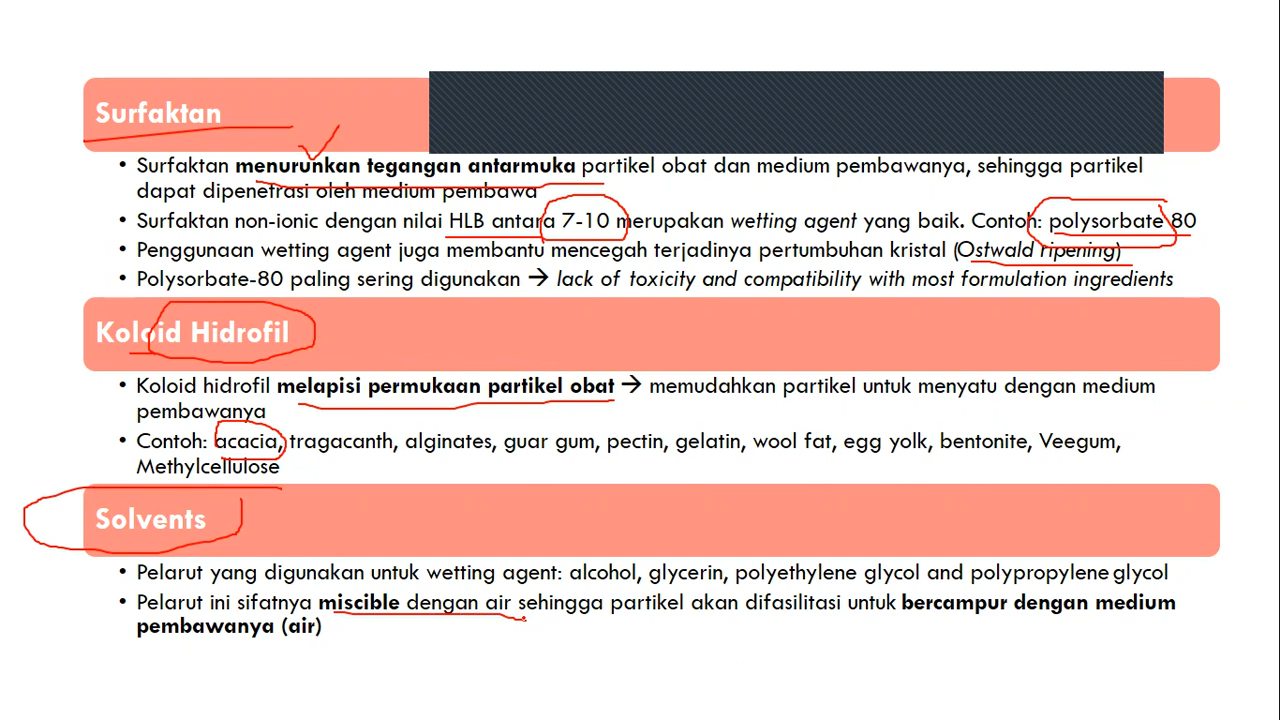 Surfaktan
• Surfaktan menurunkan tegangan antarmuka partikel obat dan medium pembawanya, sehingga partikel
dapat dipenetrasi oleh medium pembawa
• Surfaktan non-ionic dengan nilai HLB antara 7-10 merupakan wetting agent yang baik. Contoh: polysorbate 80
• Penggunaan wetting agent juga membantu mencegah terjadinya pertumbuhan kristal (Ostwald ripening)
• Polysorbate-80 paling sering digunakan → lack of toxicity and compatibility with most formulation ingredients
Koloid Hidrofil
• Koloid hidrofil melapisi permukaan partikel obat → memudahkan partikel untuk menyatu dengan medium
pembawanya
• Contoh: acacia, tragacanth, alginates, guar gum, pectin, gelatin, wool fat, egg yolk, bentonite, Veegum,
Methylcellulose
Solvents
• Pelarut yang digunakan untuk wetting agent: alcohol, glycerin, polyethylene glycol and polypropylene glycol
• Pelarut ini sifatnya miscible dengan air sehingga partikel akan difasilitasi untuk bercampur dengan medium
pembawanya (air)